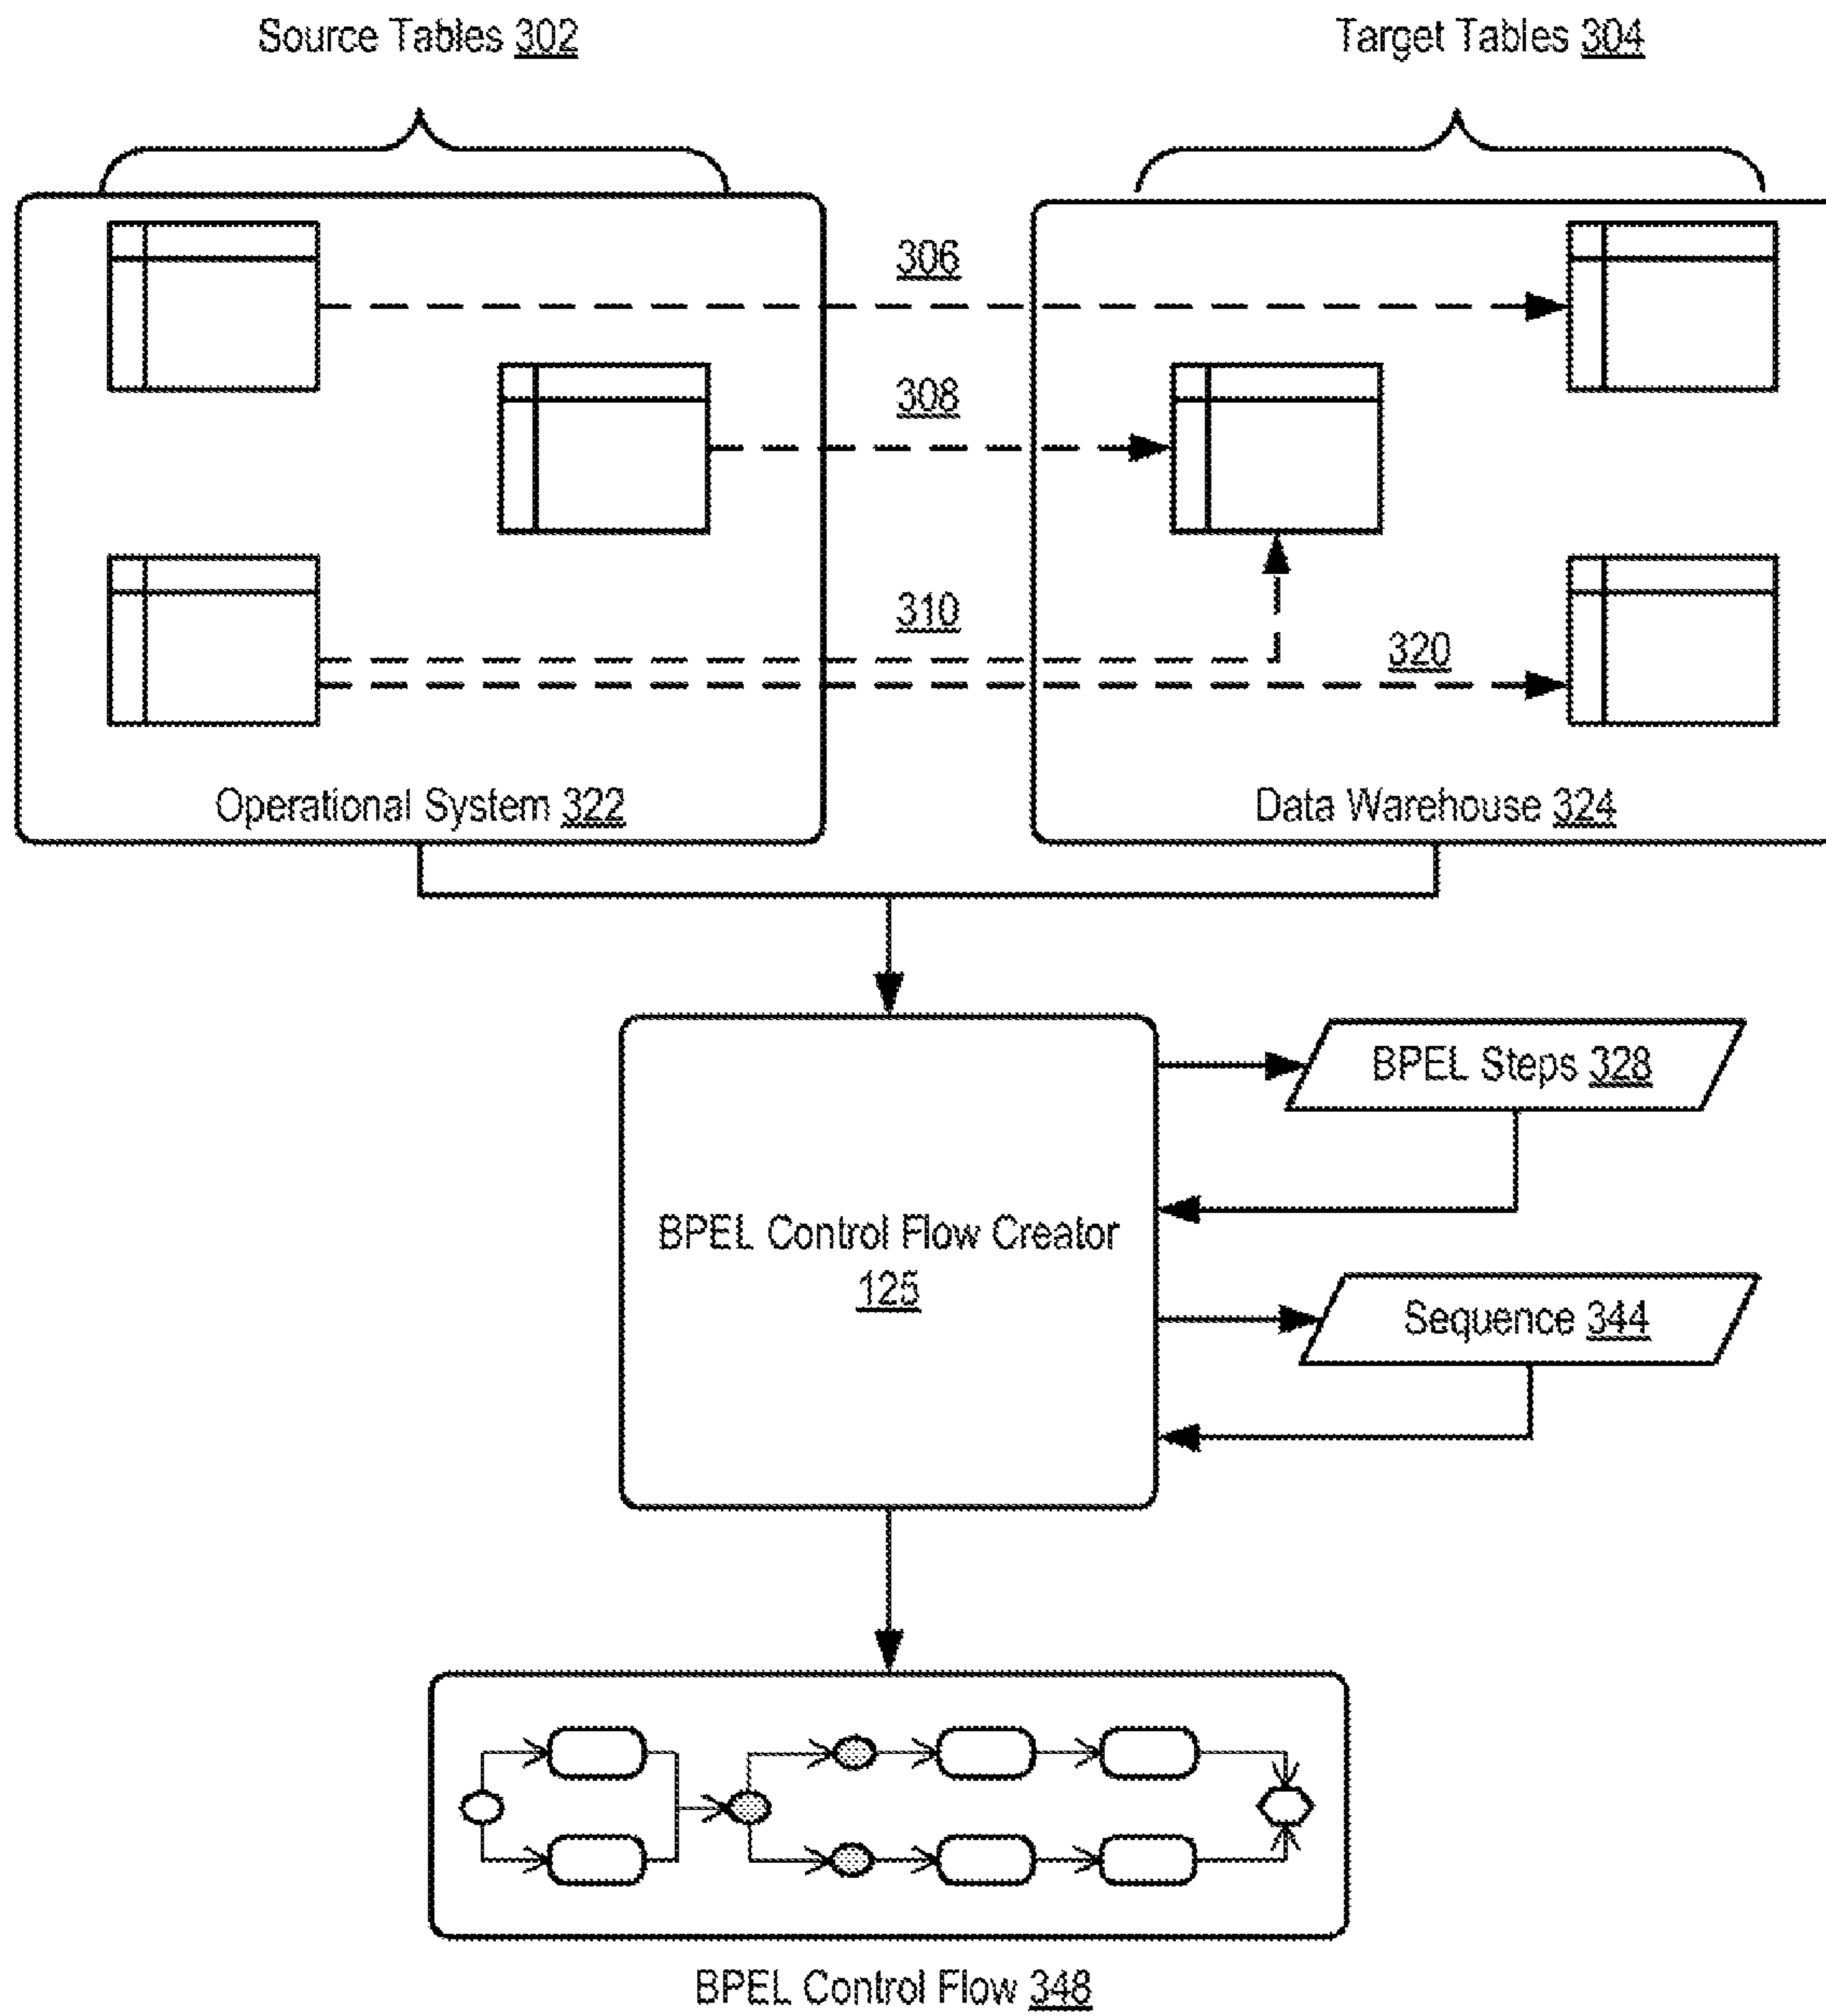 Source Tables 302
Target Tables 304
306
308
310
320
Operational System 322
Data Warehouse 324
BPEL Steps 328
BPEL Control Flow Creator
125
Sequence 344
BPEL Control Flow 348